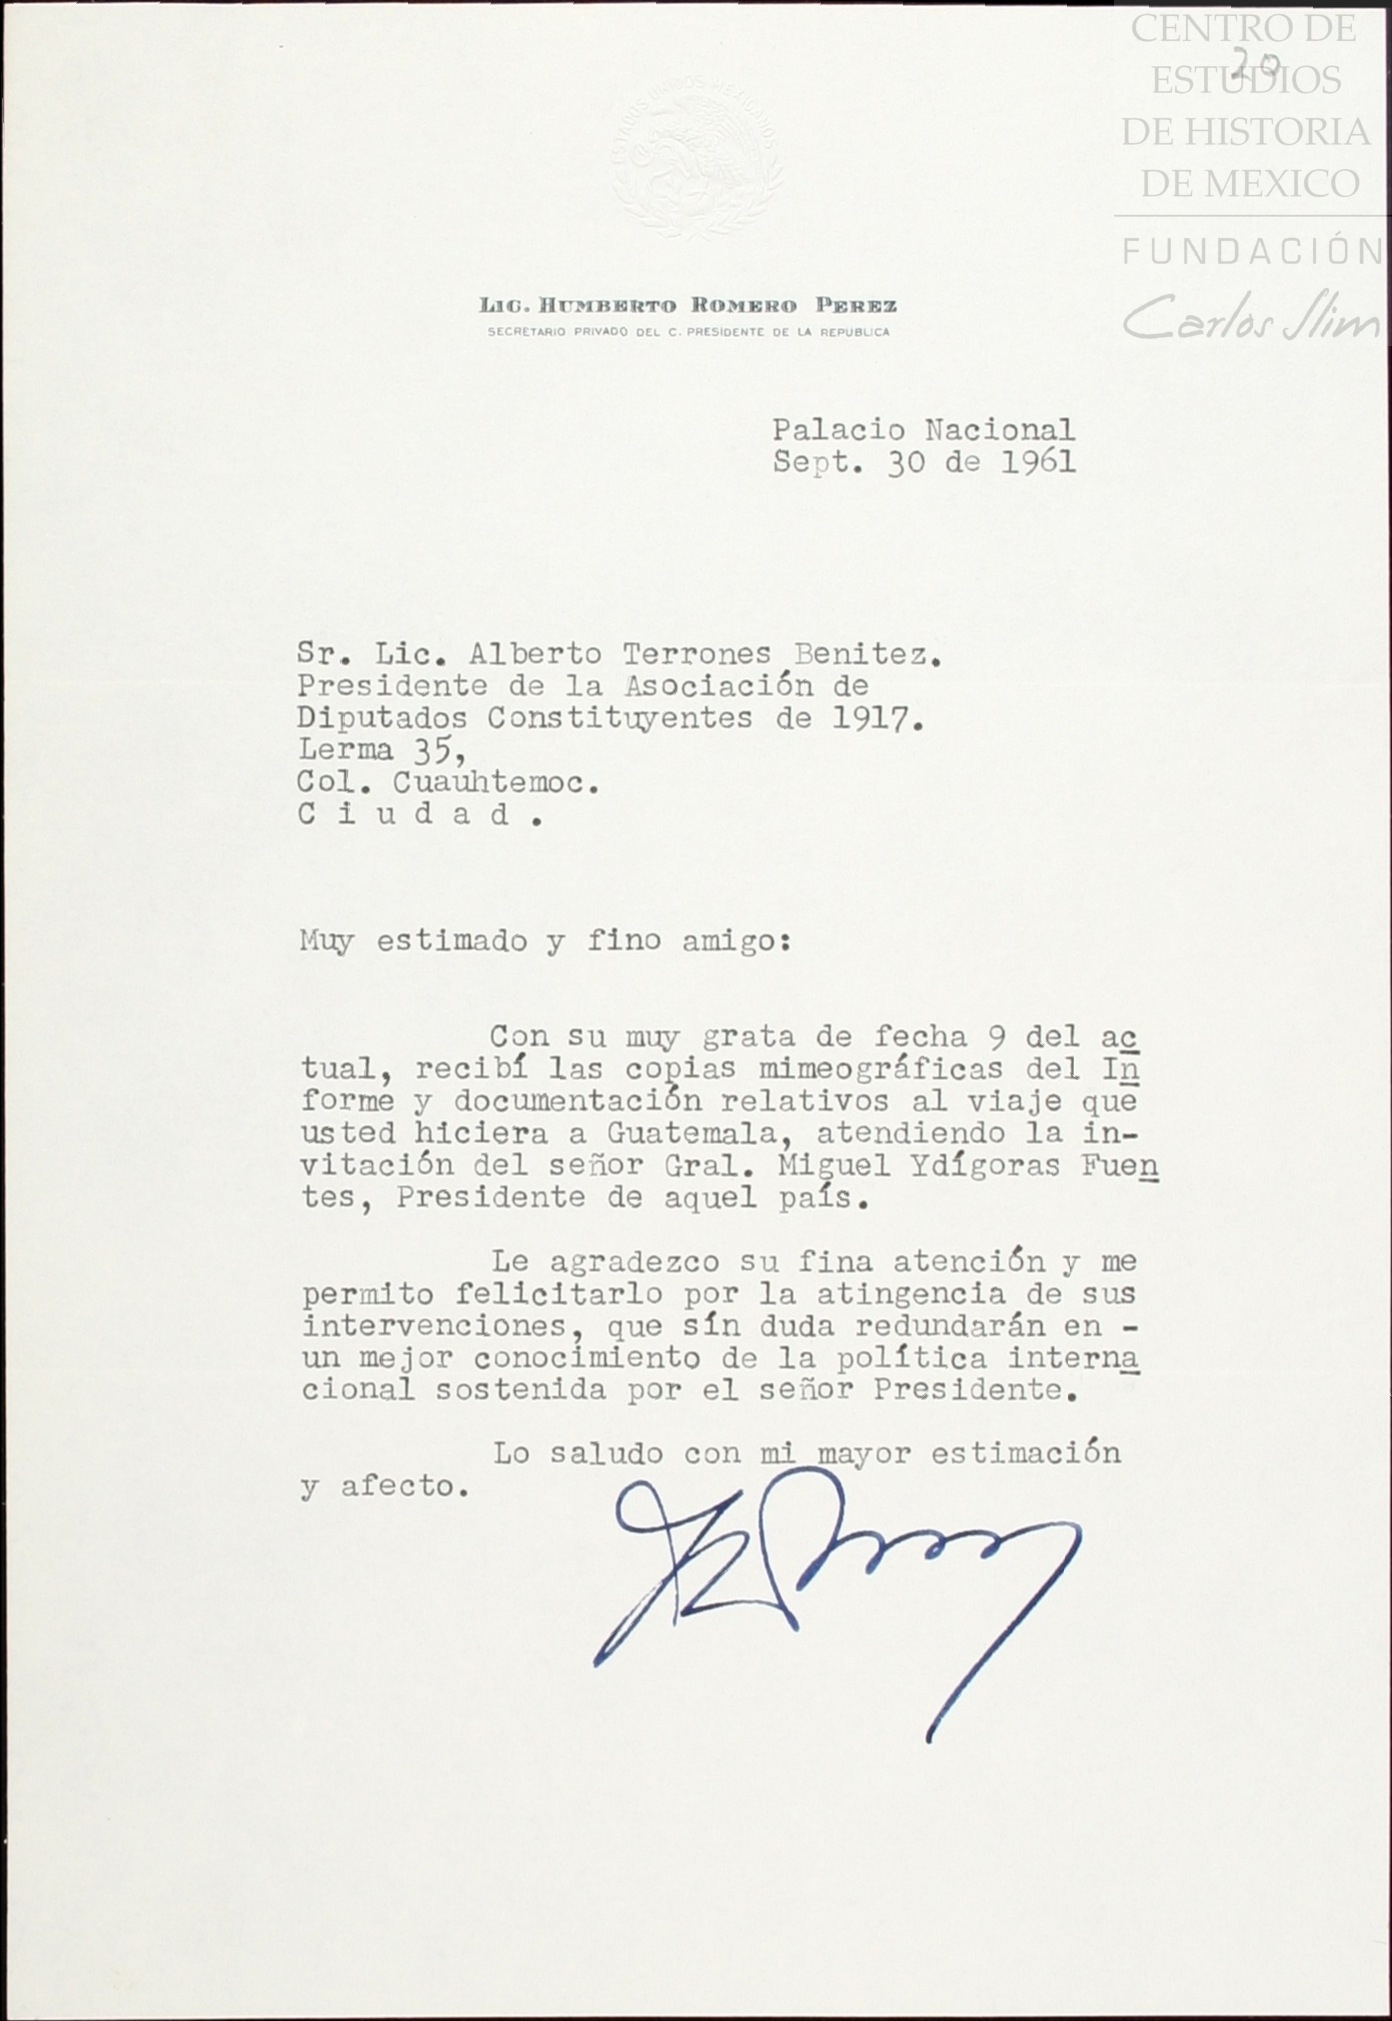 CENTRO DE
ESTUDIOS
DE HISTORIA
DE MEXICO
FUNDACIÓN
Carlos Slim
20
ESTADOS UNIDOS MEXICANOS
LIC. HUMBERTO ROMERO PEREZ
SECRETARIO PRIVADO DEL C. PRESIDENTE DE LA REPUBLICA
Palacio Nacional
Sept. 30 de 1961
Sr. Lic. Alberto Terrones Benitez.
Presidente de la Asociación de
Diputados Constituyentes de 1917.
Lerma 35,
Col. Cuauhtemoc.
C i u d a d .
Muy estimado y fino amigo:
Con su muy grata de fecha 9 del ac
tual, recibí las copias mimeográficas del In
forme y documentación relativos al viaje que
usted hiciera a Guatemala, atendiendo la in-
vitación del señor Gral. Miguel Ydígoras Fuen
tes, Presidente de aquel país.
Le agradezco su fina atención y me
permito felicitarlo por la atingencia de sus
intervenciones, que sín duda redundarán en -
un mejor conocimiento de la política interna
cional sostenida por el señor Presidente.
Lo saludo con mi mayor estimación
y afecto.